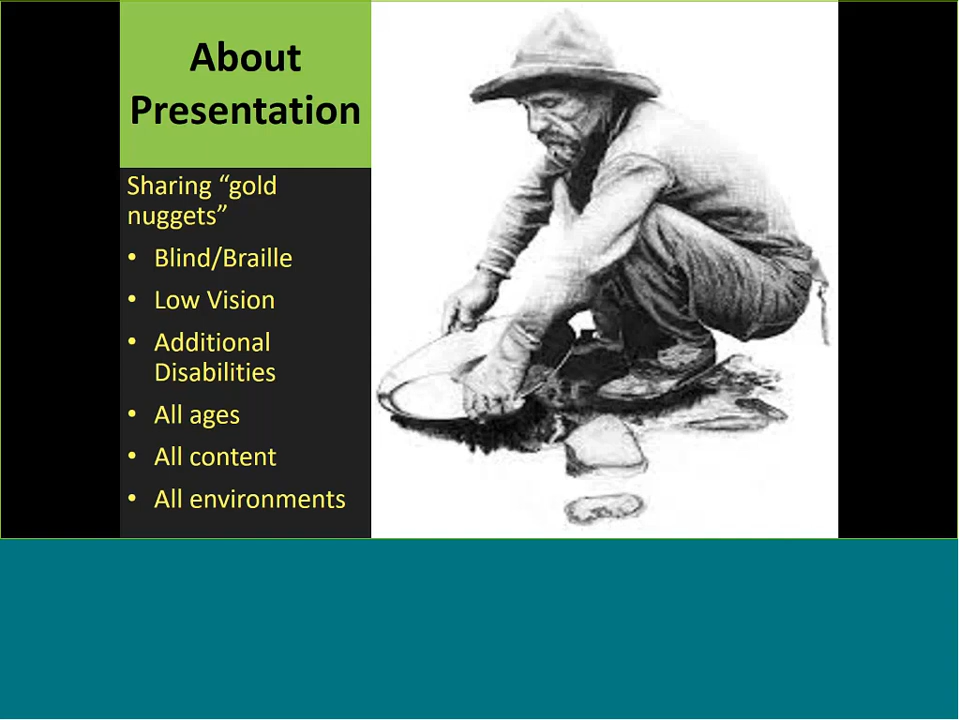 About
Presentation
Sharing “gold
nuggets”
• Blind/Braille
• Low Vision
• Additional
Disabilities
• All ages
• All content
• All environments